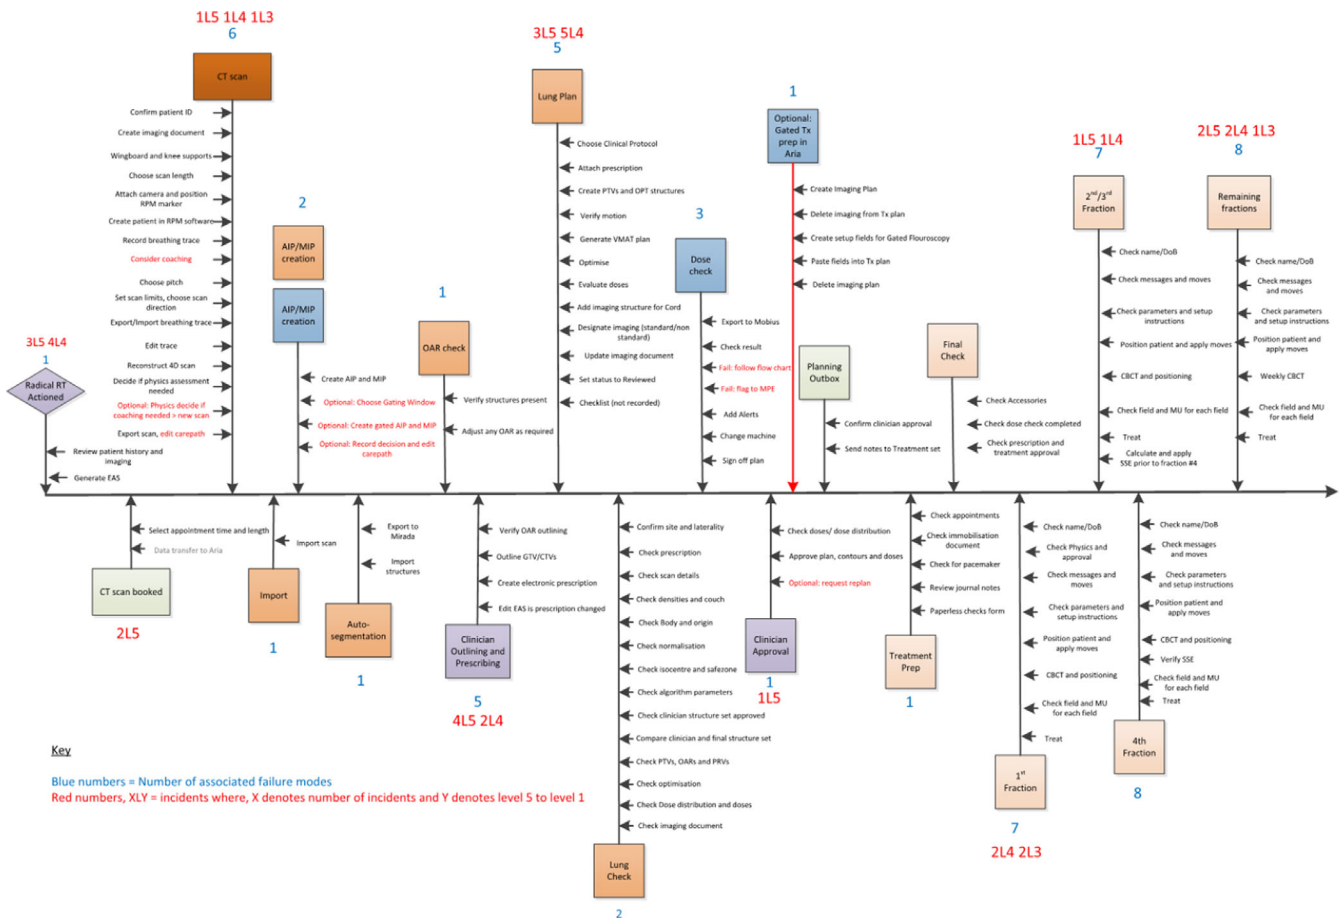 1L5 1L4 1L3
6
CT scan
Confirm patient ID
Create imaging document
Wingboard and knee supports
Choose scan length
Attach camera and position
RPM marker
Create patient in RPM software
Record breathing trace
Consider coaching
Choose pitch
Set scan limits, choose scan
direction
Export/Import breathing trace
Edit trace
Reconstruct 4D scan
Decide if physics assessment
needed
Optional: Physics decide if
coaching needed > new scan
Export scan, edit carepath
3L5 4L4
1
Radical RT
Actioned
Review patient history and
imaging
Generate EAS
2
AIP/MIP
creation
AIP/MIP
creation
Create AIP and MIP
Optional: Choose Gating Window
Optional: Create gated AIP and MIP
Optional: Record decision and edit
carepath
1
OAR check
Verify structures present
Adjust any OAR as required
3L5 5L4
5
Lung Plan
Choose Clinical Protocol
Attach prescription
Create PTVs and OPT structures
Verify motion
Generate VMAT plan
Optimise
Evaluate doses
Add imaging structure for Cord
Designate imaging (standard/non
standard)
Update imaging document
Set status to Reviewed
Checklist (not recorded)
3
Dose
check
Export to Mobius
Check result
Fail: follow flow chart
Fail: flag to MPE
Add Alerts
Change machine
Sign off plan
1
Optional:
Gated Tx
prep in
Aria
Create Imaging Plan
Delete imaging from Tx plan
Create setup fields for Gated Flouroscopy
Paste fields into Tx plan
Delete imaging plan
Planning
Outbox
Confirm clinician approval
Send notes to Treatment set
Final
Check
Check Accessories
Check dose check completed
Check prescription and
treatment approval
1L5 1L4
7
2nd/3rd
Fraction
Check name/DoB
Check messages and moves
Check parameters and setup
instructions
Position patient and apply moves
CBCT and positioning
Check field and MU for each field
Treat
Calculate and apply
SSE prior to fraction #4
2L5 2L4 1L3
8
Remaining
fractions
Check name/DoB
Check messages
and moves
Check parameters
and setup instructions
Position patient and
apply moves
Weekly CBCT
Check field and MU
for each field
Treat
Select appointment time and length
Data transfer to Aria
CT scan booked
2L5
Import scan
Import
1
Export to
Mirada
Import
structures
Auto-
segmentation
1
Verify OAR outlining
Outline GTV/CTVs
Create electronic prescription
Edit EAS is prescription changed
Clinician
Outlining and
Prescribing
5
4L5 2L4
Confirm site and laterality
Check prescription
Check scan details
Check densities and couch
Check Body and origin
Check normalisation
Check isocentre and safezone
Check algorithm parameters
Check clinician structure set approved
Compare clinician and final structure set
Check PTVs, OARs and PRVs
Check optimisation
Check Dose distribution and doses
Check imaging document
Lung
Check
2
Check doses/ dose distribution
Approve plan, contours and doses
Optional: request replan
Clinician
Approval
1
1L5
Check appointments
Check immobilisation
document
Check for pacemaker
Review journal notes
Paperless checks form
Treatment
Prep
1
Check name/DoB
Check Physics and
approval
Check messages and
moves
Check parameters and
setup instructions
Position patient and
apply moves
CBCT and positioning
Check field and MU
for each field
Treat
1st
Fraction
7
2L4 2L3
Check name/DoB
Check messages
and moves
Check parameters
and setup instructions
Position patient and
apply moves
CBCT and positioning
Verify SSE
Check field and MU
for each field
Treat
4th
Fraction
8
Key
Blue numbers = Number of associated failure modes
Red numbers, XLY = incidents where, X denotes number of incidents and Y denotes level 5 to level 1